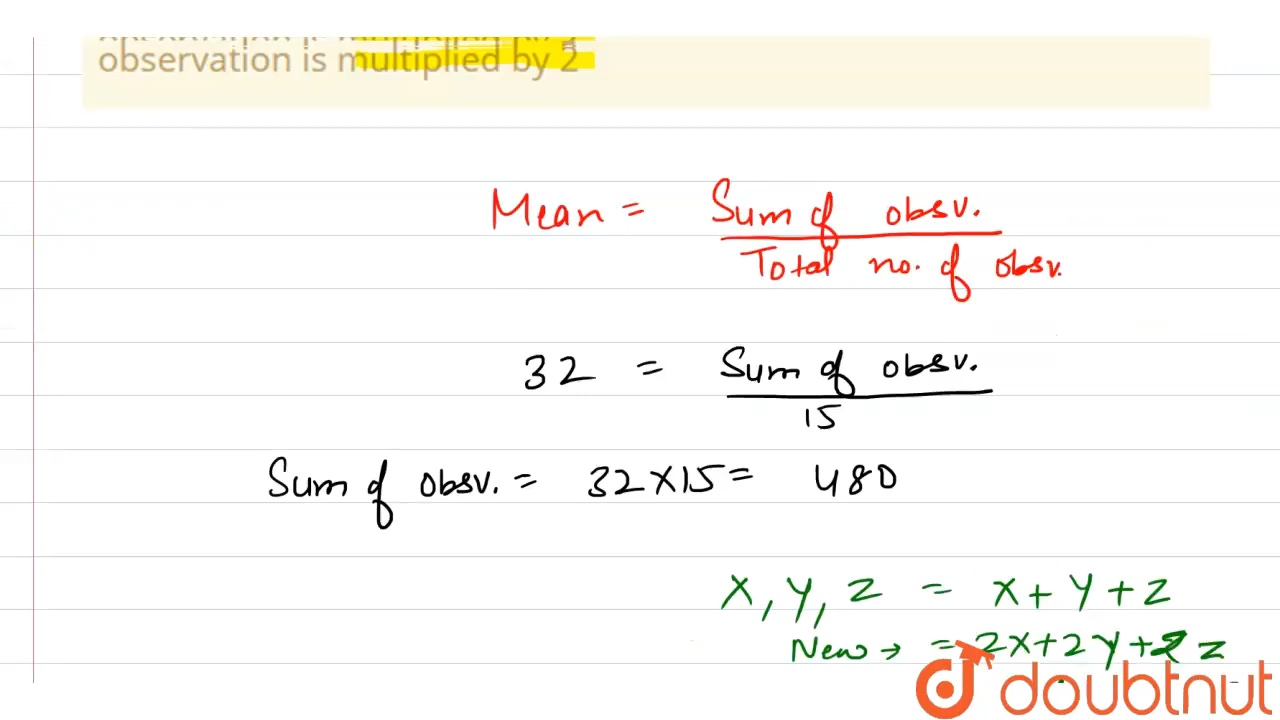 observation is multiplied by 2
Mean = Sum of obsv.
Total no. of obsv.
32 = Sum of obsv.
15
Sum of obsv. = 32×15 = 480
X, Y, Z = X + Y + Z
New → = 2X + 2Y + 2 Z
doubtnut